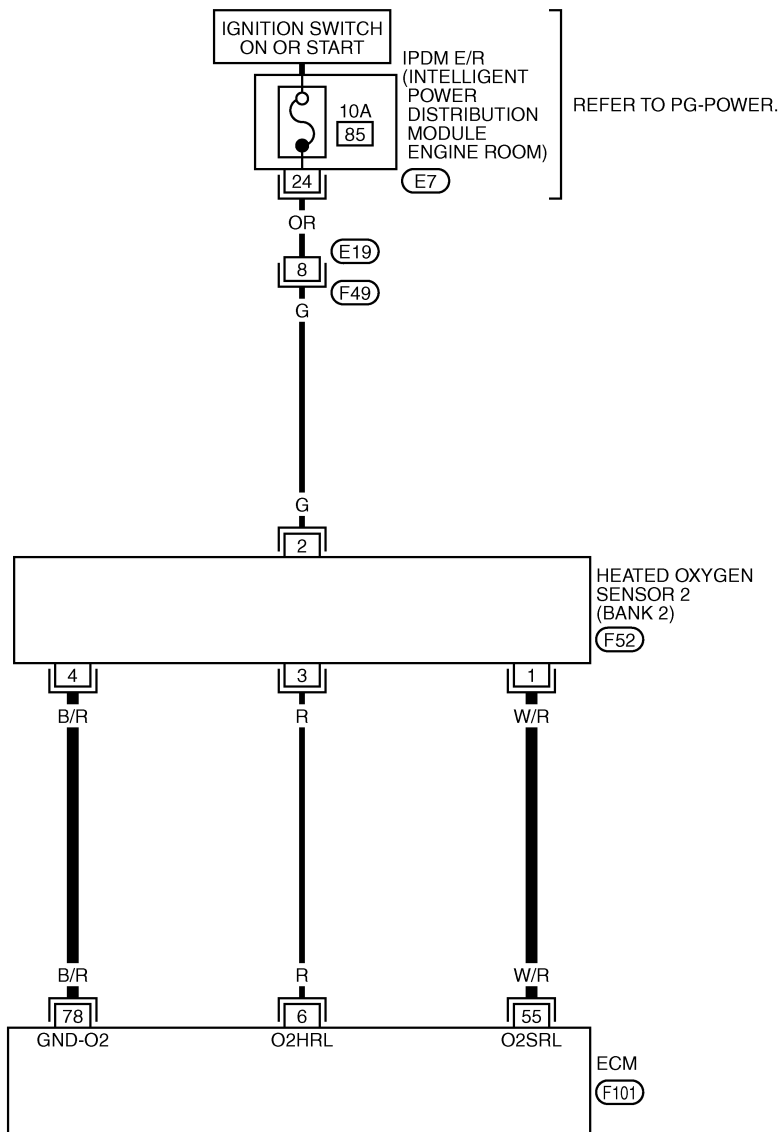 IGNITION SWITCH
ON OR START
IPDM E/R
(INTELLIGENT
POWER
DISTRIBUTION
MODULE
ENGINE ROOM)
REFER TO PG-POWER.
10A
85
24
E7
OR
E19
8
F49
G
G
2
HEATED OXYGEN
SENSOR 2
(BANK 2)
F52
4
3
1
B/R
R
W/R
B/R
R
W/R
78
6
55
GND-O2
O2HRL
O2SRL
ECM
F101